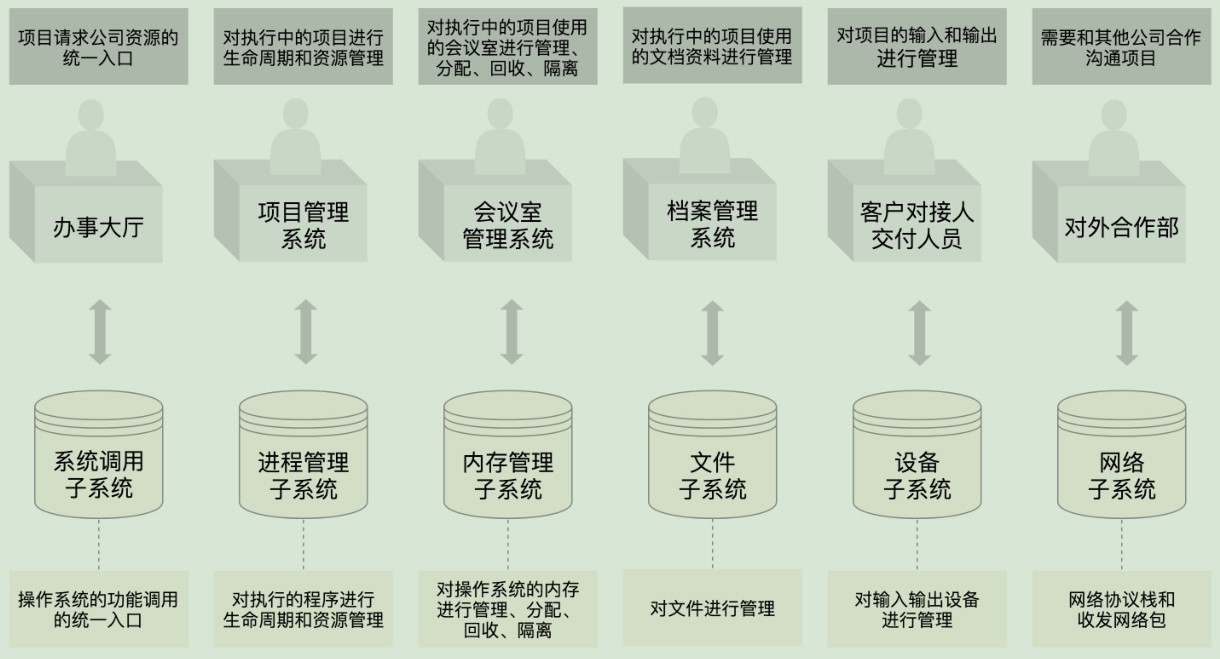 项目请求公司资源的
统一入口
对执行中的项目进行
生命周期和资源管理
对执行中的项目使用
的会议室进行管理、
分配、回收、隔离
对执行中的项目使用
的文档资料进行管理
对项目的输入和输出
进行管理
需要和其他公司合作
沟通项目
办事大厅
项目管理
系统
会议室
管理系统
档案管理
系统
客户对接人
交付人员
对外合作部
系统调用
子系统
进程管理
子系统
内存管理
子系统
文件
子系统
设备
子系统
网络
子系统
操作系统的功能调用
的统一入口
对执行的程序进行
生命周期和资源管理
对操作系统的内存
进行管理、分配、
回收、隔离
对文件进行管理
对输入输出设备
进行管理
网络协议栈和
收发网络包